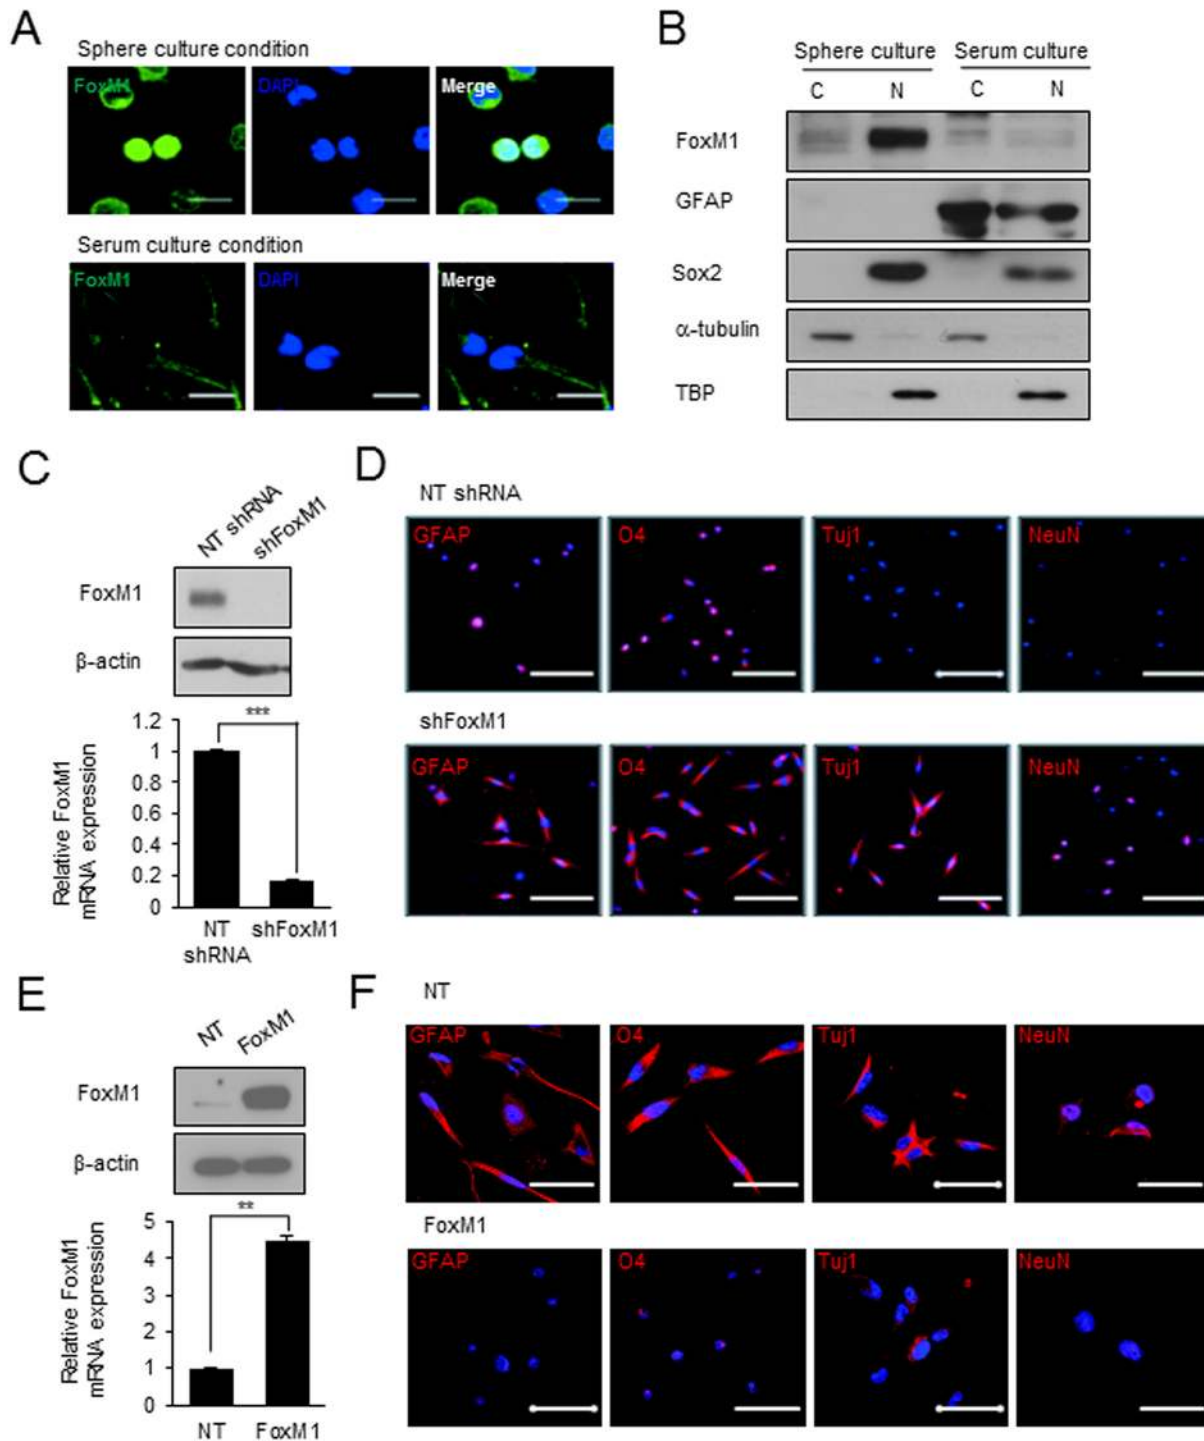 A
Sphere culture condition
FoxM1 DAPI Merge
Serum culture condition
FoxM1 DAPI Merge
B
Sphere culture Serum culture
C N C N
FoxM1
GFAP
Sox2
α-tubulin
TBP
C
NT shRNA shFoxM1
FoxM1
β-actin
***
Relative FoxM1
mRNA expression
1.2
1
0.8
0.6
0.4
0.2
0
NT
shRNA
shFoxM1
D
NT shRNA
GFAP O4 Tuj1 NeuN
shFoxM1
GFAP O4 Tuj1 NeuN
E
NT FoxM1
FoxM1
β-actin
**
Relative FoxM1
mRNA expression
5
4
3
2
1
0
NT FoxM1
F
NT
GFAP O4 Tuj1 NeuN
FoxM1
GFAP O4 Tuj1 NeuN